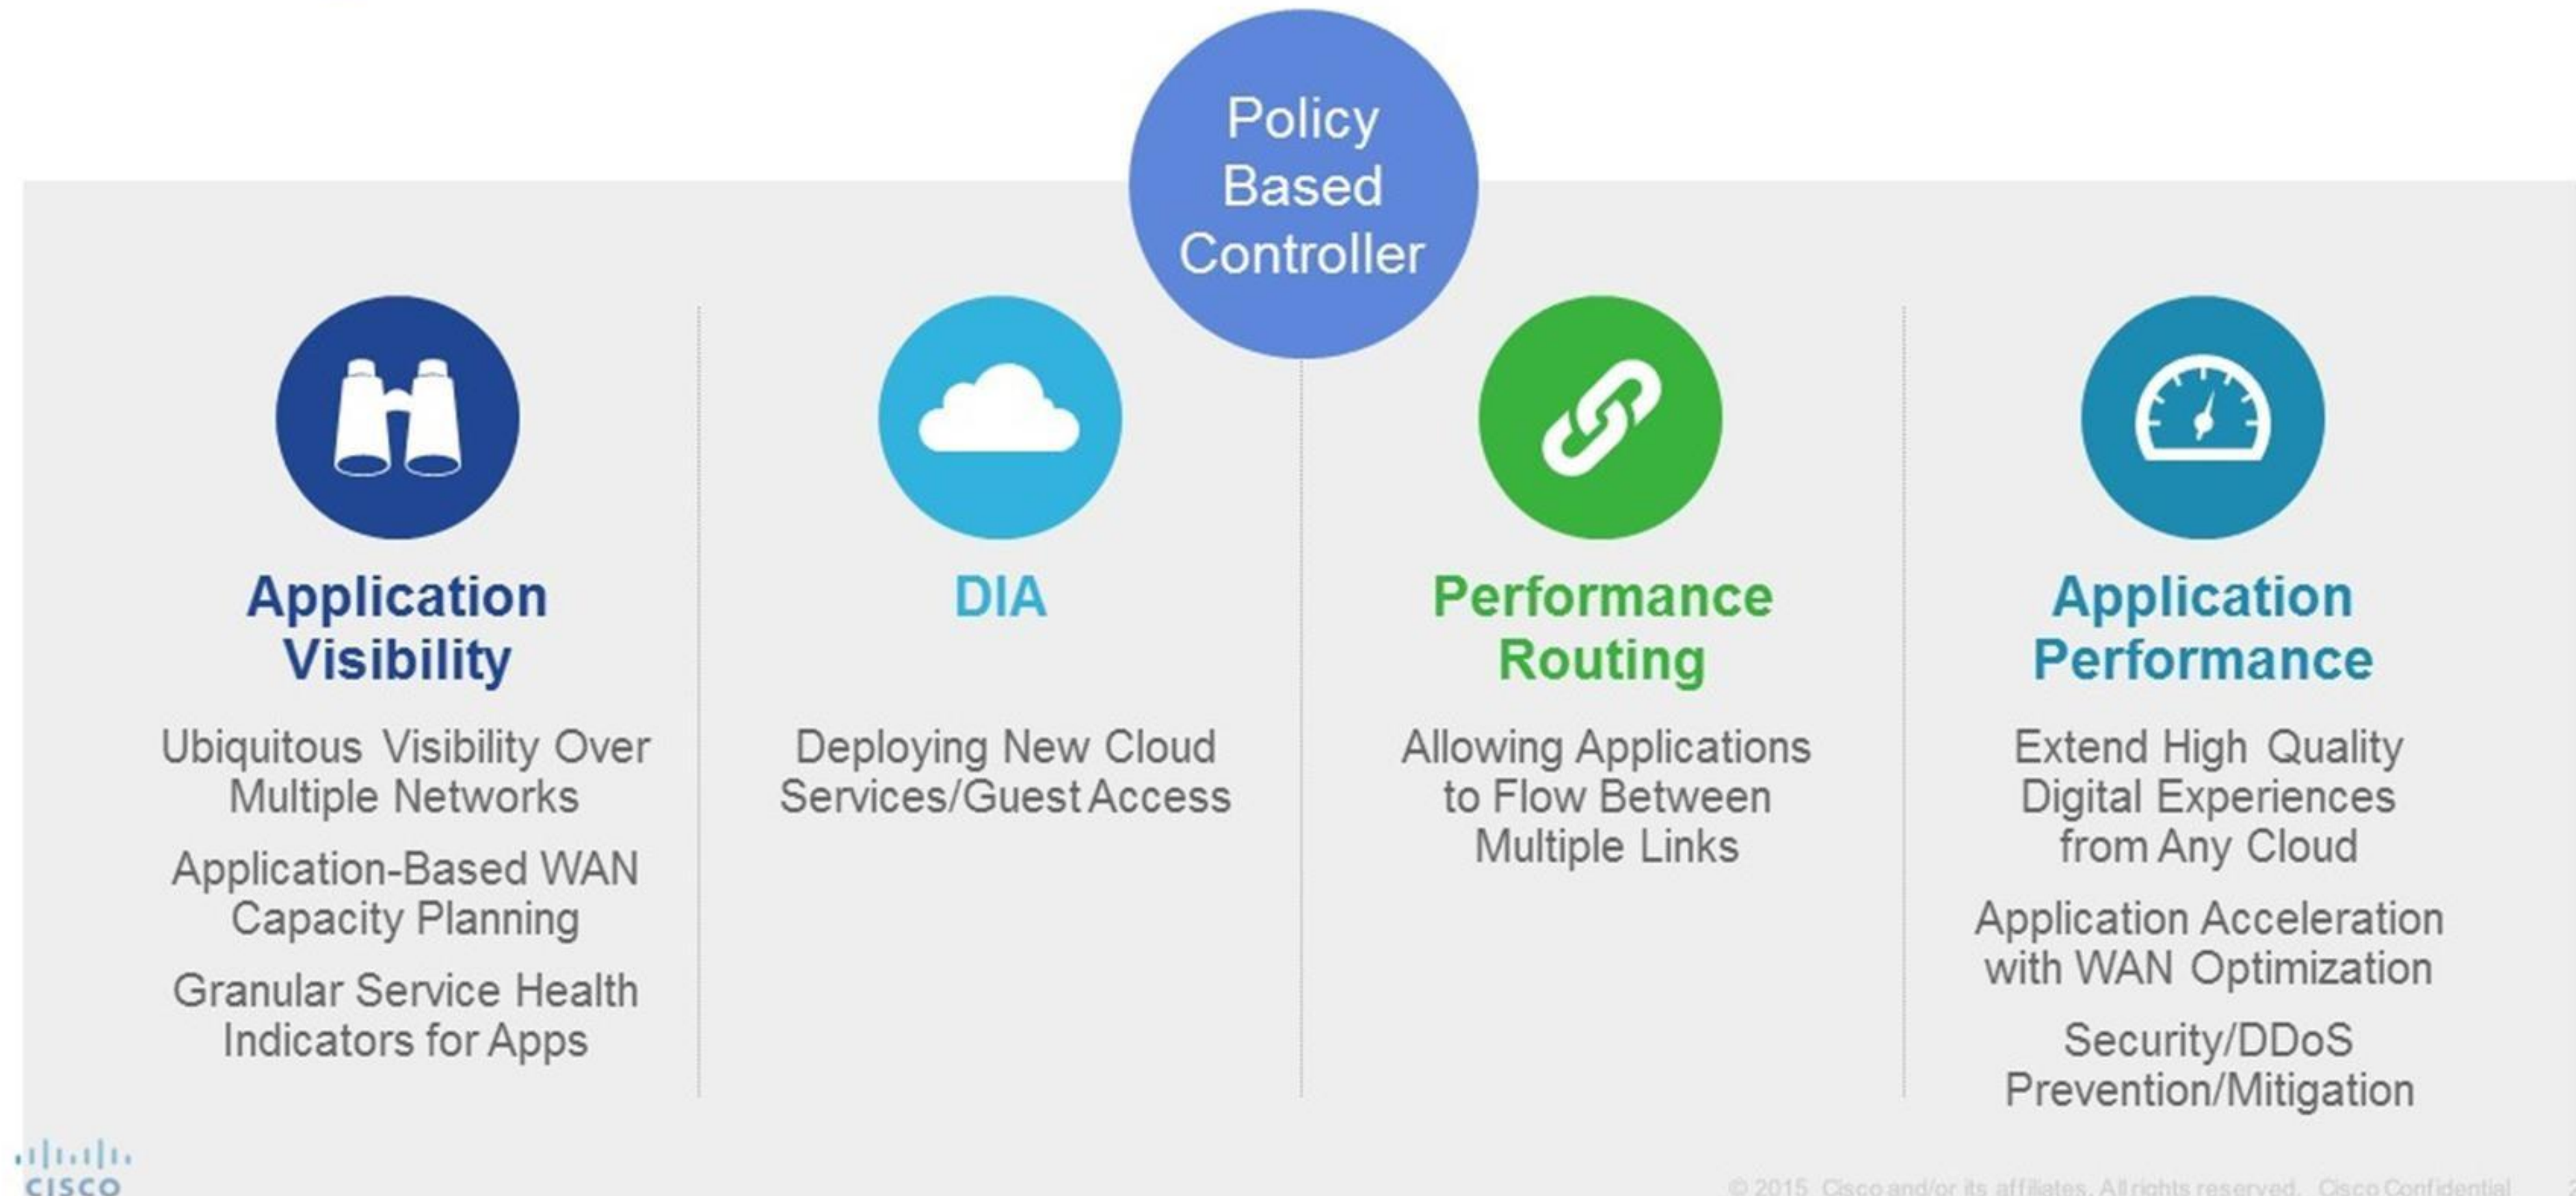 Policy
Based
Controller
Application
Visibility
Ubiquitous Visibility Over
Multiple Networks
Application-Based WAN
Capacity Planning
Granular Service Health
Indicators for Apps
DIA
Deploying New Cloud
Services/Guest Access
Performance
Routing
Allowing Applications
to Flow Between
Multiple Links
Application
Performance
Extend High Quality
Digital Experiences
from Any Cloud
Application Acceleration
with WAN Optimization
Security/DDoS
Prevention/Mitigation
CISCO
© 2015 Cisco and/or its affiliates. All rights reserved. Cisco Confidential